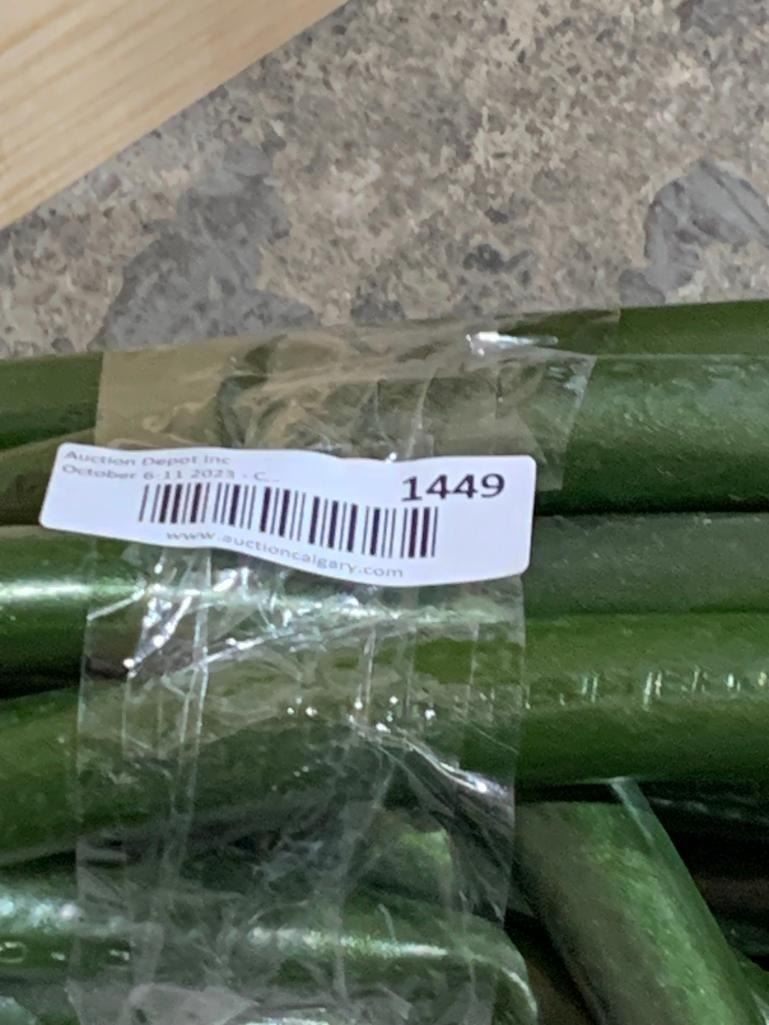 Auction Depot Inc
October 6-11 2023 - C...
1449
www.auctioncalgary.com